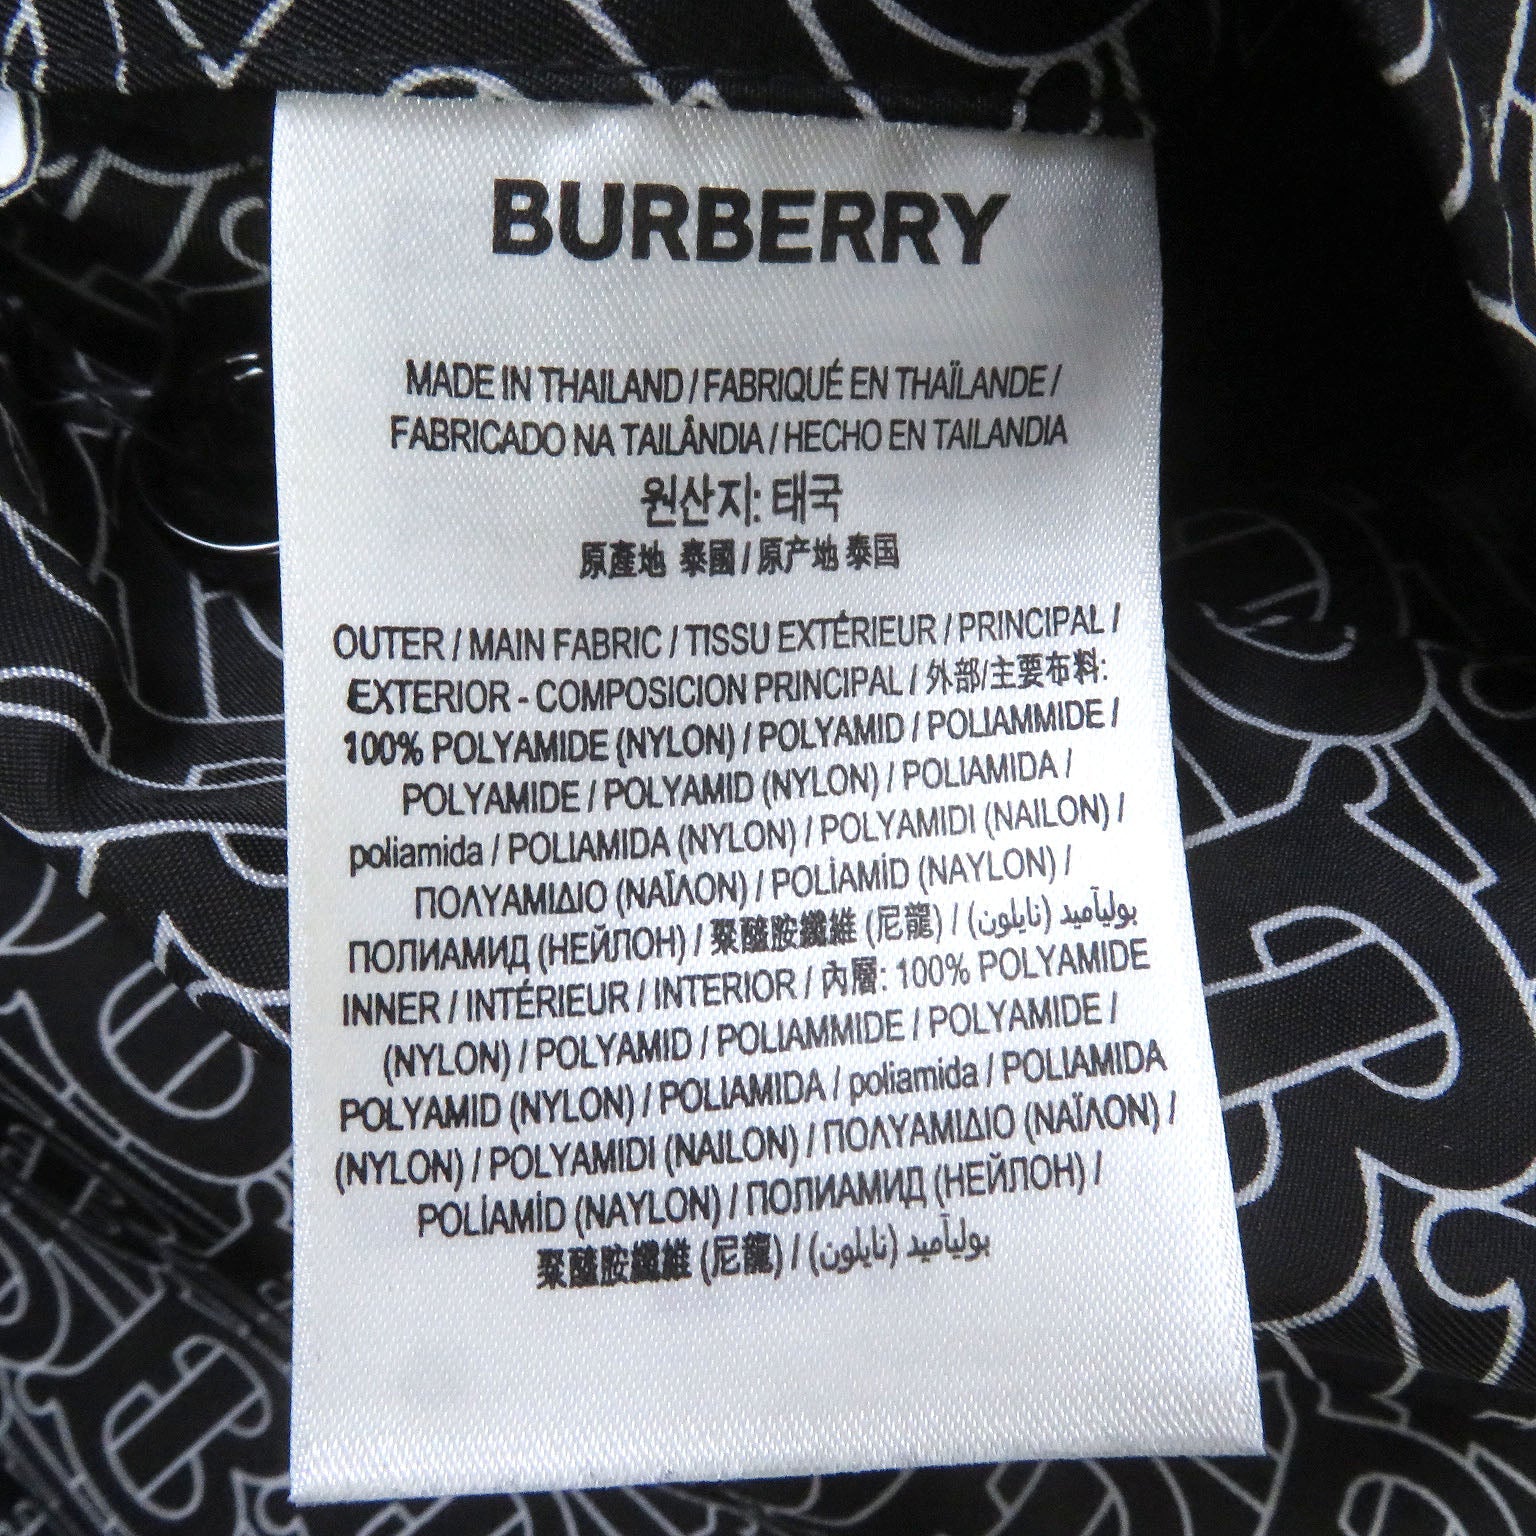 BURBERRY
MADE IN THAILAND / FABRIQUÉ EN THAÏLANDE /
FABRICADO NA TAILÂNDIA / HECHO EN TAILANDIA
원산지: 태국
原產地 泰國 / 原产地 泰国
OUTER / MAIN FABRIC / TISSU EXTÉRIEUR / PRINCIPAL /
EXTERIOR - COMPOSICION PRINCIPAL / 外部/主要布料:
100% POLYAMIDE (NYLON) / POLYAMID / POLIAMMIDE /
POLYAMIDE / POLYAMID (NYLON) / POLIAMIDA /
poliamida / POLIAMIDA (NYLON) / POLYAMIDI (NAILON) /
ΠΟΛΥΑΜΙΔΙΟ (ΝΑΪΛΟΝ) / POLİAMİD (NAYLON) /
ПОЛИАМИД (НЕЙЛОН) / 聚醯胺纖維 (尼龍) / بوليآميد (نايلون)
INNER / INTÉRIEUR / INTERIOR / 內層: 100% POLYAMIDE
(NYLON) / POLYAMID / POLIAMMIDE / POLYAMIDE /
POLYAMID (NYLON) / POLIAMIDA / poliamida / POLIAMIDA
(NYLON) / POLYAMIDI (NAILON) / ΠΟΛΥΑΜΙΔΙΟ (ΝΑΪΛΟΝ) /
POLİAMİD (NAYLON) / ПОЛИАМИД (НЕЙЛОН) /
聚醯胺纖維 (尼龍) / بوليآميد (نايلون)